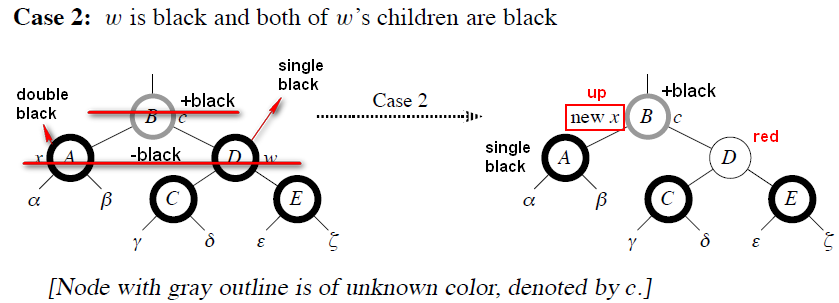 Case 2: w is black and both of w's children are black
double black
single black
+black
B c
Case 2
x A
-black
D w
α β
C
E
γ δ ε ζ
up
+black
new x B c
single black
A
red
D
α β
C
E
γ δ ε ζ
[Node with gray outline is of unknown color, denoted by c.]